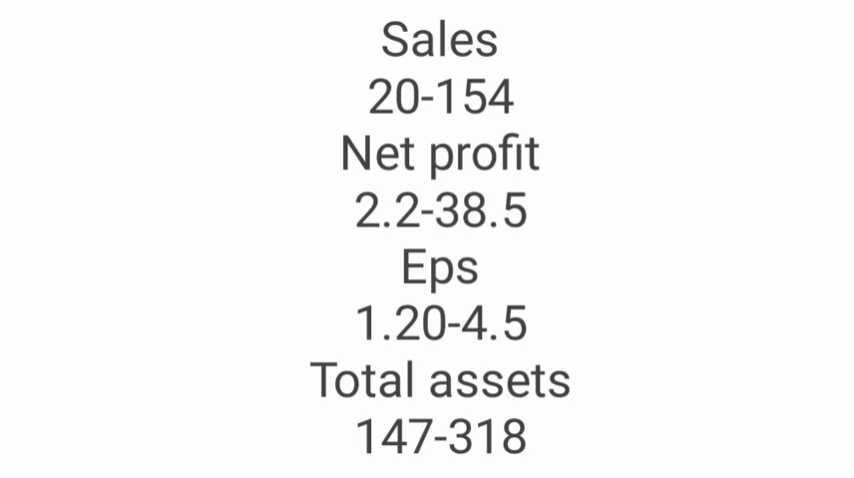 Sales
20-154
Net profit
2.2-38.5
Eps
1.20-4.5
Total assets
147-318